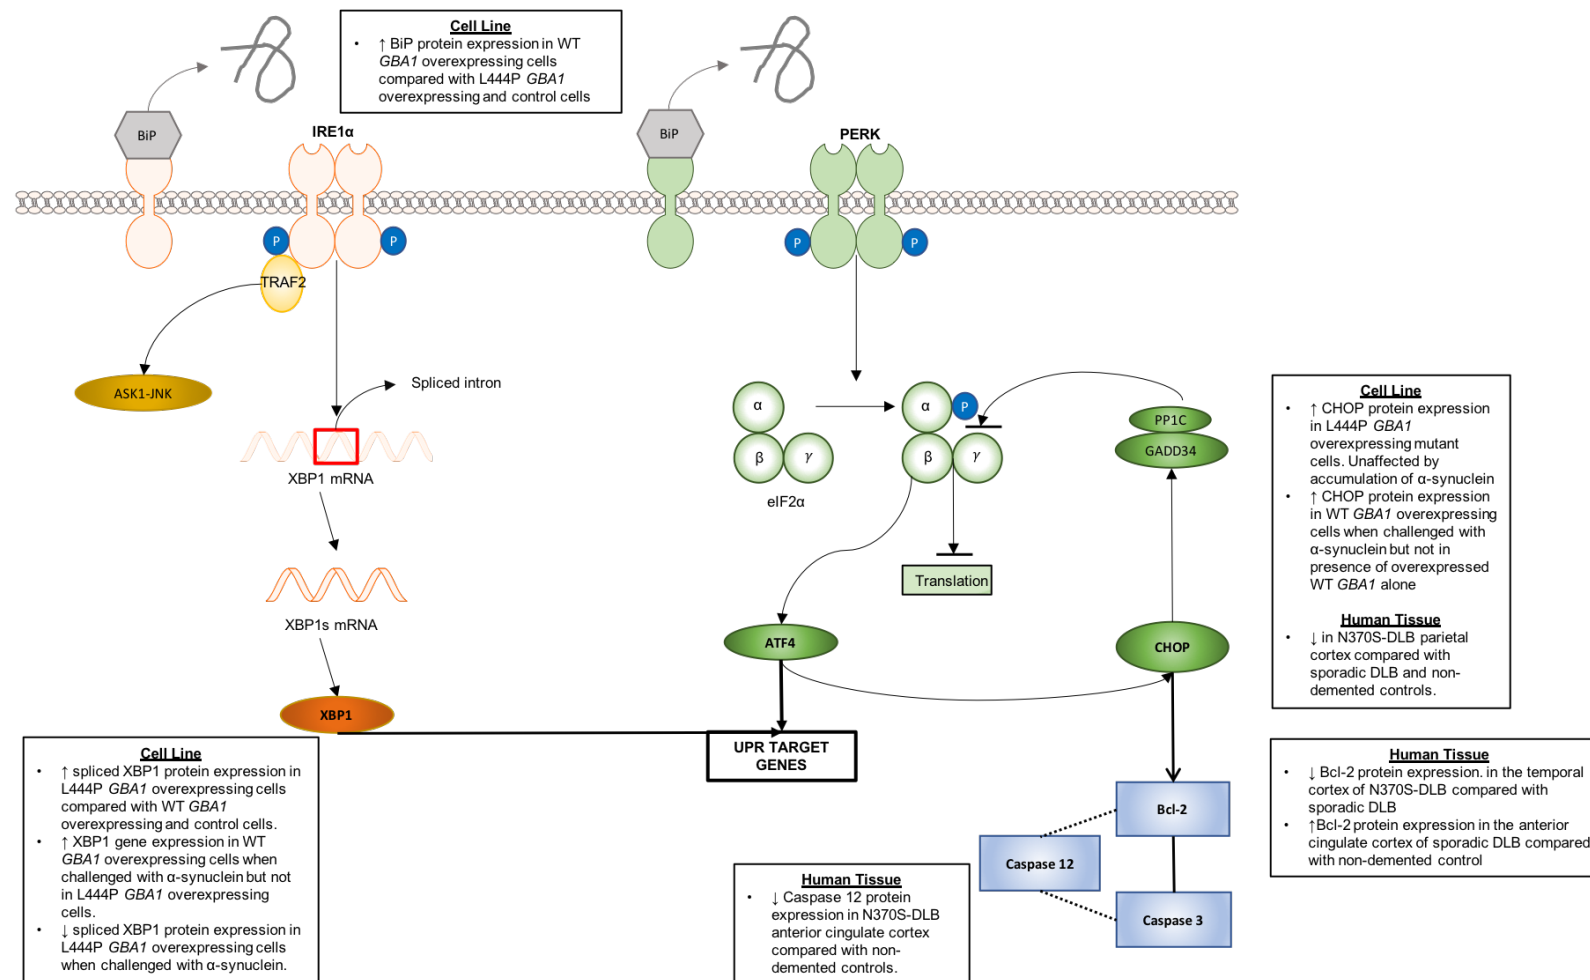 Cell Line
• ↑ BiP protein expression in WT
GBA1 overexpressing cells
compared with L444P GBA1
overexpressing and control cells
BiP
IRE1α
BiP
PERK
P
P
P
P
TRAF2
ASK1-JNK
Spliced intron
XBP1 mRNA
XBP1s mRNA
XBP1
α
β
γ
eIF2α
α
P
β
γ
Translation
PP1C
GADD34
ATF4
CHOP
UPR TARGET
GENES
Bcl-2
Caspase 12
Caspase 3
Cell Line
• ↑ CHOP protein expression
in L444P GBA1
overexpressing mutant
cells. Unaffected by
accumulation of α-synuclein
• ↑ CHOP protein expression
in WT GBA1 overexpressing
cells when challenged with
α-synuclein but not in
presence of overexpressed
WT GBA1 alone
Human Tissue
• ↓ in N370S-DLB parietal
cortex compared with
sporadic DLB and non-
demented controls.
Cell Line
• ↑ spliced XBP1 protein expression in
L444P GBA1 overexpressing cells
compared with WT GBA1
overexpressing and control cells.
• ↑ XBP1 gene expression in WT
GBA1 overexpressing cells when
challenged with α-synuclein but not
in L444P GBA1 overexpressing
cells.
• ↓ spliced XBP1 protein expression in
L444P GBA1 overexpressing cells
when challenged with α-synuclein.
Human Tissue
• ↓ Caspase 12 protein
expression in N370S-DLB
anterior cingulate cortex
compared with non-
demented controls.
Human Tissue
• ↓ Bcl-2 protein expression. in the temporal
cortex of N370S-DLB compared with
sporadic DLB
• ↑Bcl-2 protein expression in the anterior
cingulate cortex of sporadic DLB compared
with non-demented control